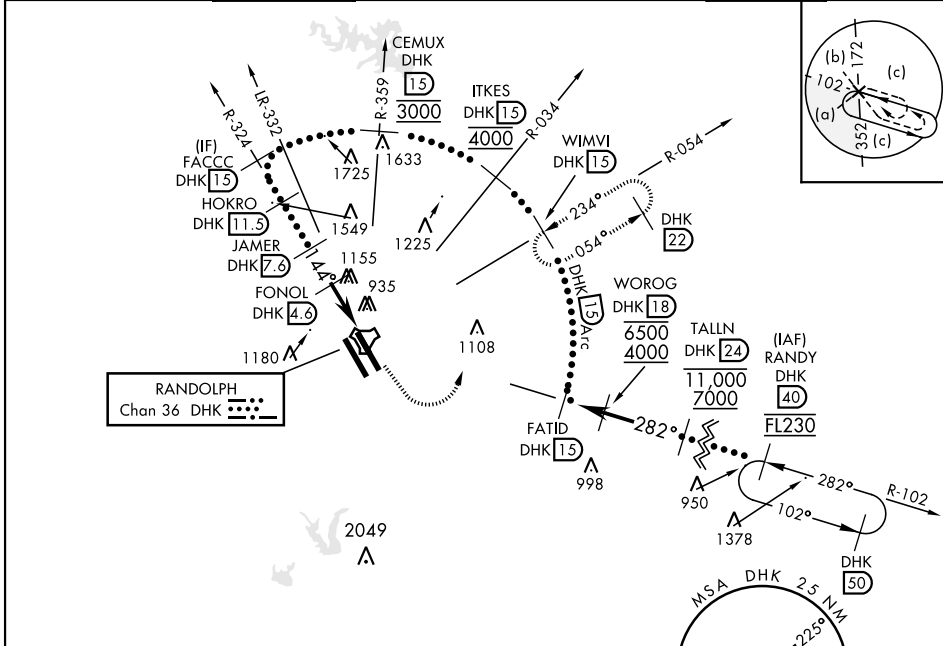 CEMUX
DHK
15
3000
R-359
ITKES
DHK 15
4000
R-034
WIMVI
DHK 15
R-054
234°
054°
DHK
22
R-324
LR-332
(IF)
FACCC
DHK 15
HOKRO
DHK 11.5
JAMER
DHK 7.6
FONOL
DHK 4.6
144°
1725
1633
1549
1225
1155
935
1180
1108
DHK 15 Arc
RANDOLPH
Chan 36 DHK
WOROG
DHK 18
6500
4000
TALLN
DHK 24
11,000
7000
(IAF)
RANDY
DHK
40
FL230
282°
FATID
DHK 15
998
950
1378
282°
102°
R-102
DHK
50
2049
MSA DHK 25 NM
225°
(b)
172
(c)
102
(a)
352
(c)